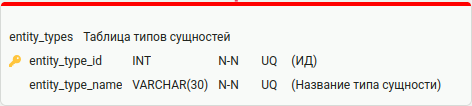 entity_types Таблица типов сущностей
entity_type_id INT N-N UQ (ИД)
entity_type_name VARCHAR(30) N-N UQ (Название типа сущности)